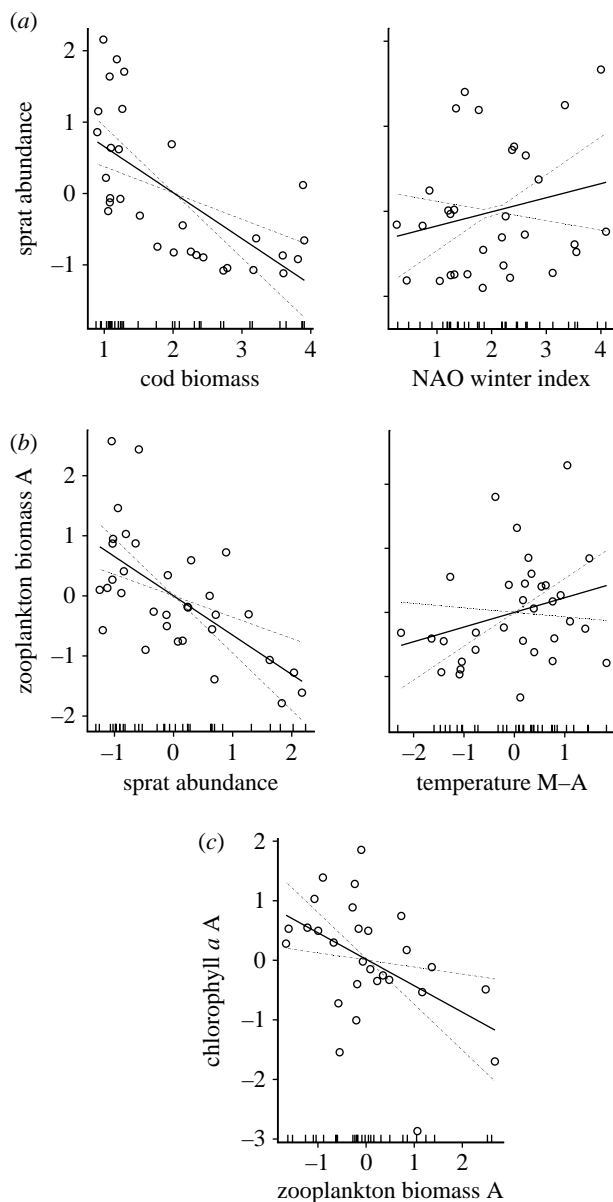 (a)
2
1
0
−1
sprat abundance
1 2 3 4
cod biomass
1 2 3 4
NAO winter index
(b)
2
1
0
−1
−2
zooplankton biomass A
−1 0 1 2
sprat abundance
−2 −1 0 1
temperature M–A
(c)
2
1
0
−1
−2
−3
chlorophyll a A
−1 0 1 2
zooplankton biomass A